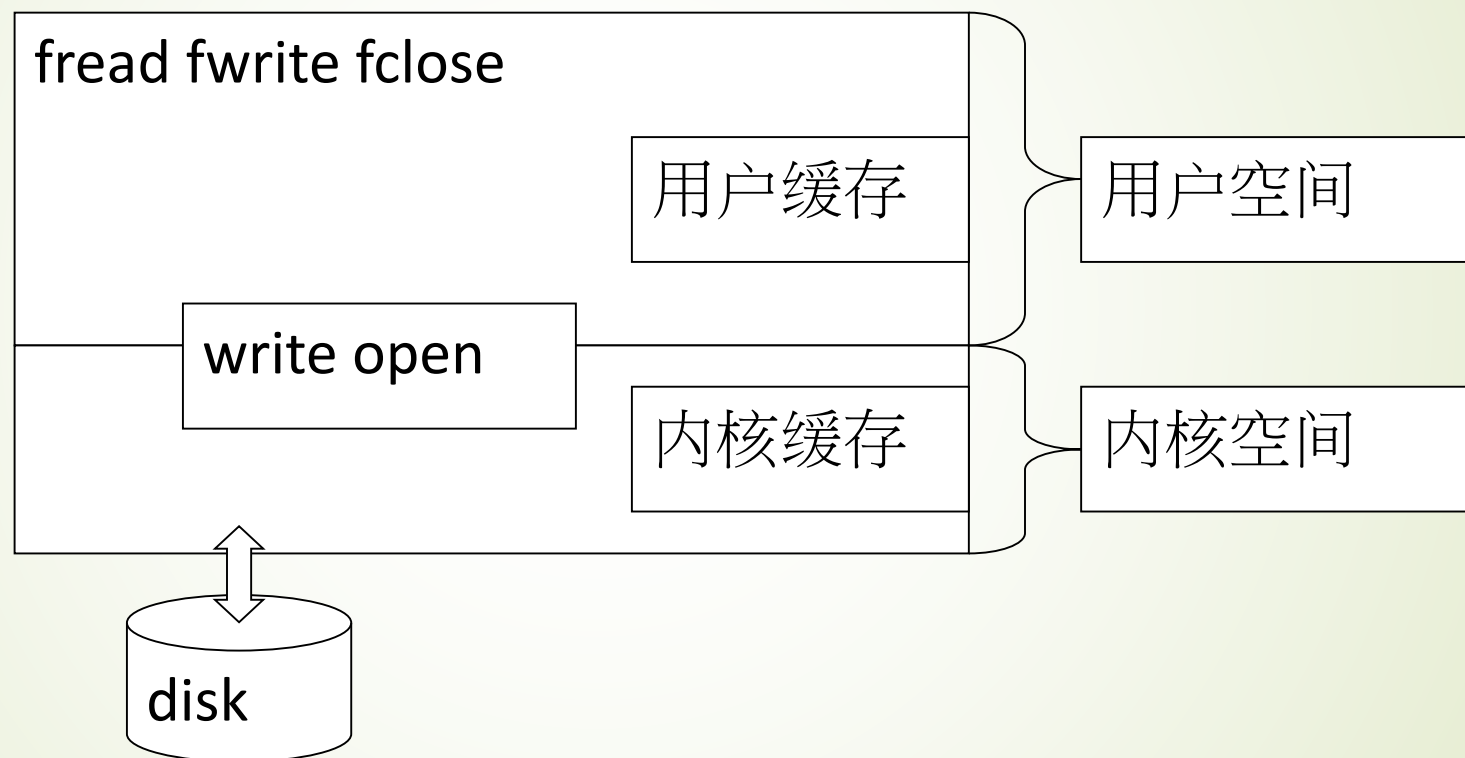 fread fwrite fclose
用户缓存
用户空间
write open
内核缓存
内核空间
disk